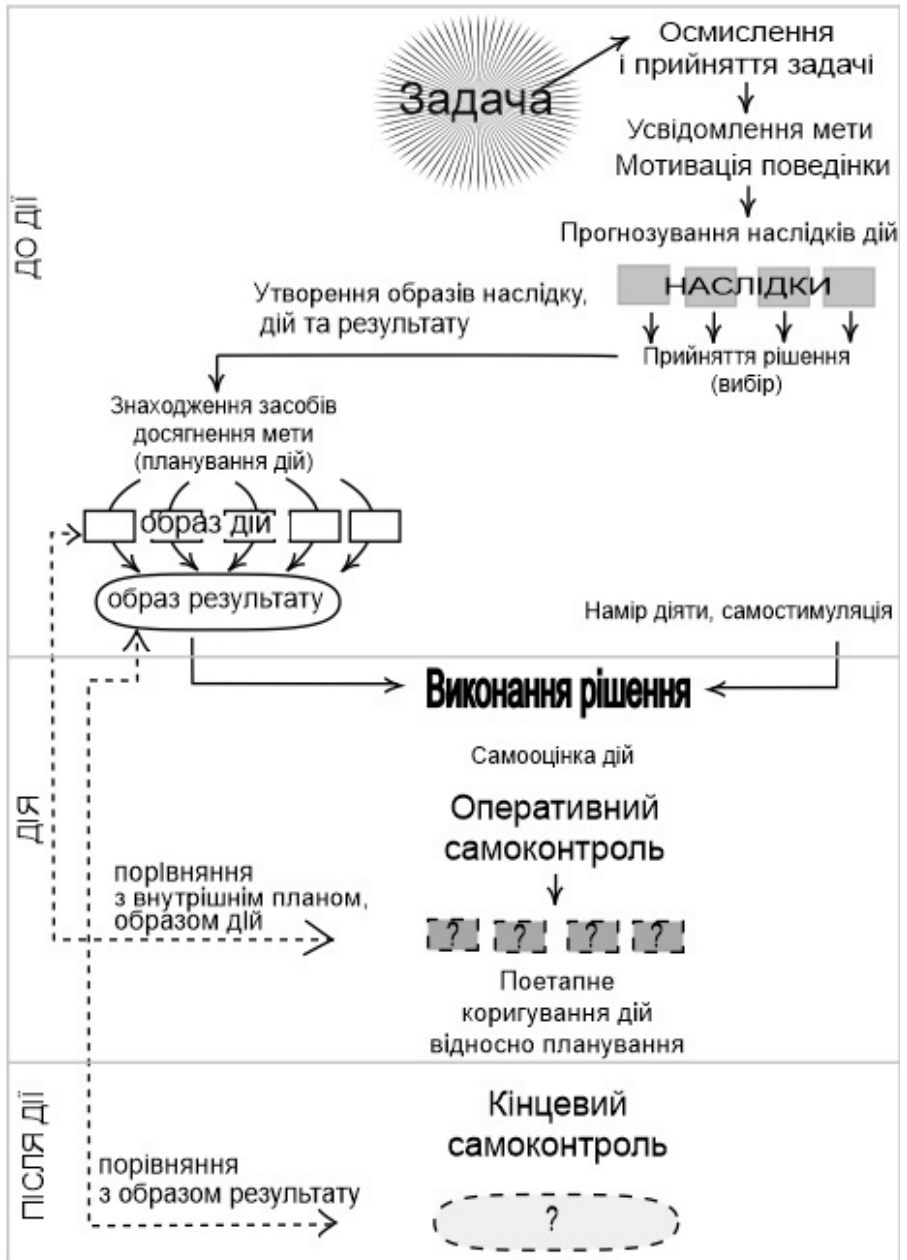 ДО ДІЇ
Задача
Осмислення
і прийняття задачі
Усвідомлення мети
Мотивація поведінки
Прогнозування наслідків дій
НАСЛІДКИ
Прийняття рішення
(вибір)
Утворення образів наслідку,
дій та результату
Знаходження засобів
досягнення мети
(планування дій)
образ дій
образ результату
Намір діяти, самостимуляція
ДІЯ
Виконання рішення
Самооцінка дій
Оперативний
самоконтроль
порівняння
з внутрішнім планом,
образом дій
? ? ? ?
Поетапне
коригування дій
відносно планування
ПІСЛЯ ДІЇ
Кінцевий
самоконтроль
порівняння
з образом результату
?